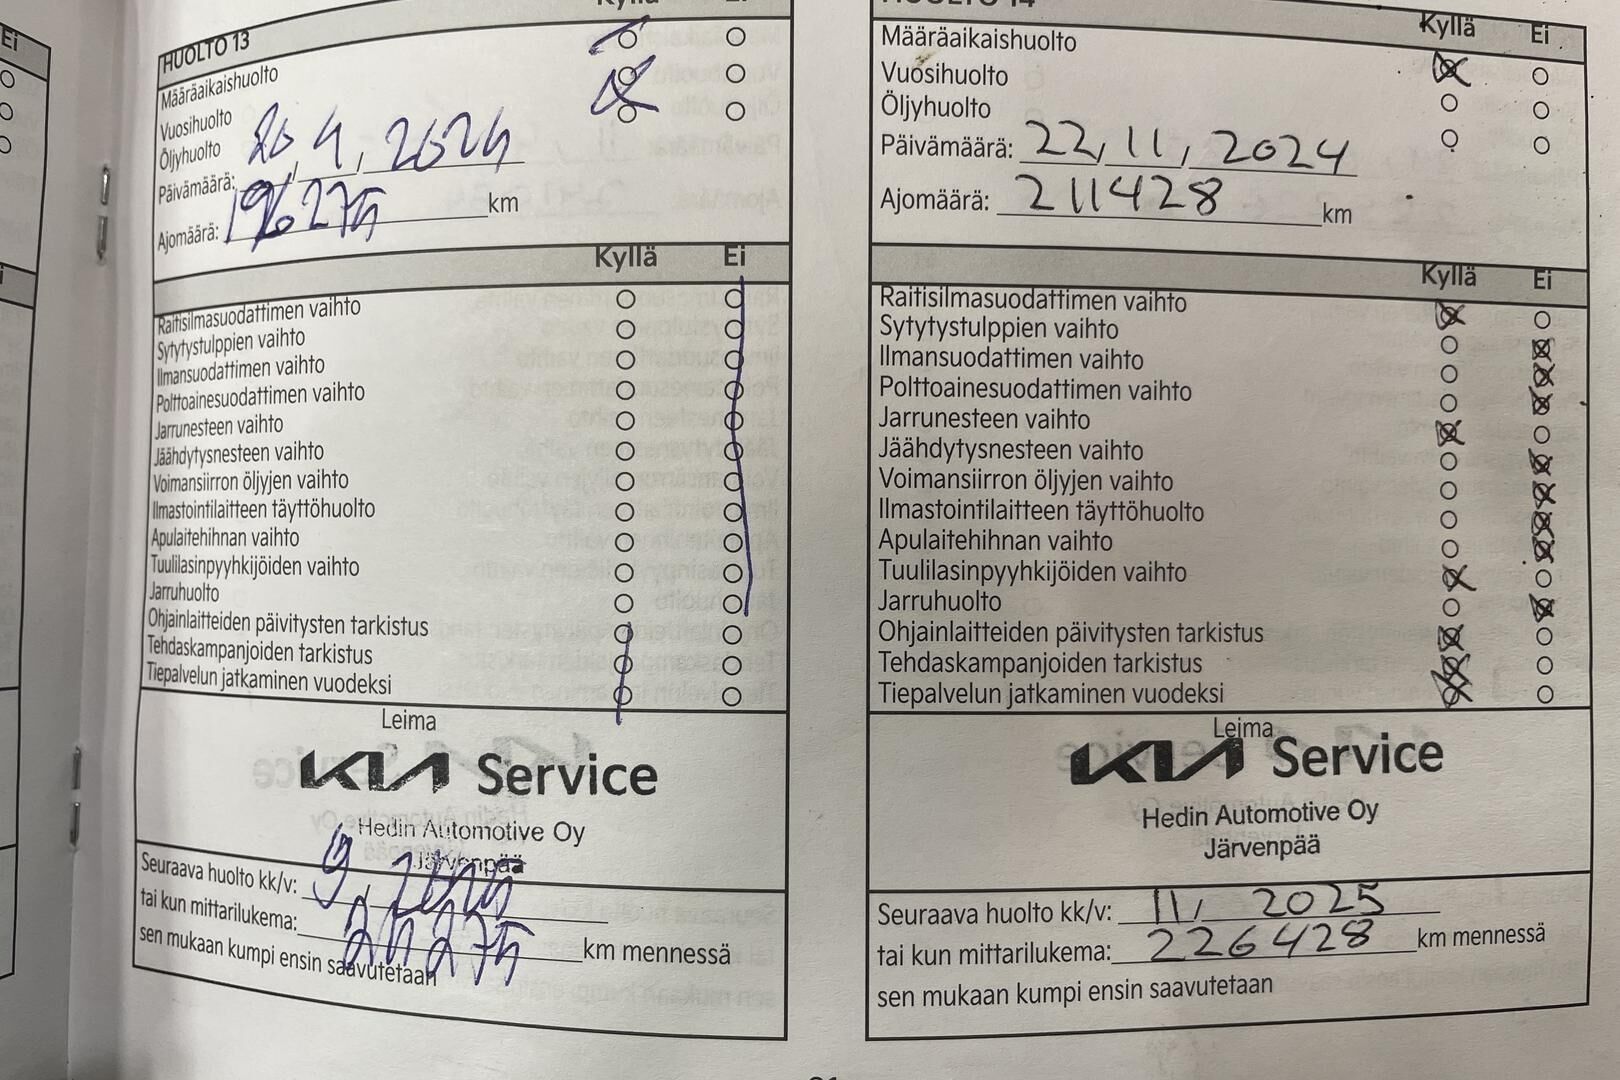 Ei
HUOLTO 13
Kyllä Ei
Määräaikaishuolto
Vuosihuolto
Öljyhuolto
Päivämäärä: 20,4,2024
Ajomäärä: 196275 km
Kyllä Ei
Raitisilmasuodattimen vaihto
Sytytystulppien vaihto
Ilmansuodattimen vaihto
Polttoainesuodattimen vaihto
Jarrunesteen vaihto
Jäähdytysnesteen vaihto
Voimansiirron öljyjen vaihto
Ilmastointilaitteen täyttöhuolto
Apulaitehihnan vaihto
Tuulilasinpyyhkijöiden vaihto
Jarruhuolto
Ohjainlaitteiden päivitysten tarkistus
Tehdaskampanjoiden tarkistus
Tiepalvelun jatkaminen vuodeksi
Leima
KIA Service
Hedin Automotive Oy
Järvenpää
Seuraava huolto kk/v: 9,
tai kun mittarilukema: km mennessä
sen mukaan kumpi ensin saavutetaan
HUOLTO 14
Kyllä Ei
Määräaikaishuolto
Vuosihuolto
Öljyhuolto
Päivämäärä: 22,11,2024
Ajomäärä: 211428 km
Kyllä Ei
Raitisilmasuodattimen vaihto
Sytytystulppien vaihto
Ilmansuodattimen vaihto
Polttoainesuodattimen vaihto
Jarrunesteen vaihto
Jäähdytysnesteen vaihto
Voimansiirron öljyjen vaihto
Ilmastointilaitteen täyttöhuolto
Apulaitehihnan vaihto
Tuulilasinpyyhkijöiden vaihto
Jarruhuolto
Ohjainlaitteiden päivitysten tarkistus
Tehdaskampanjoiden tarkistus
Tiepalvelun jatkaminen vuodeksi
Leima
KIA Service
Hedin Automotive Oy
Järvenpää
Seuraava huolto kk/v: 11, 2025
tai kun mittarilukema: 226428 km mennessä
sen mukaan kumpi ensin saavutetaan